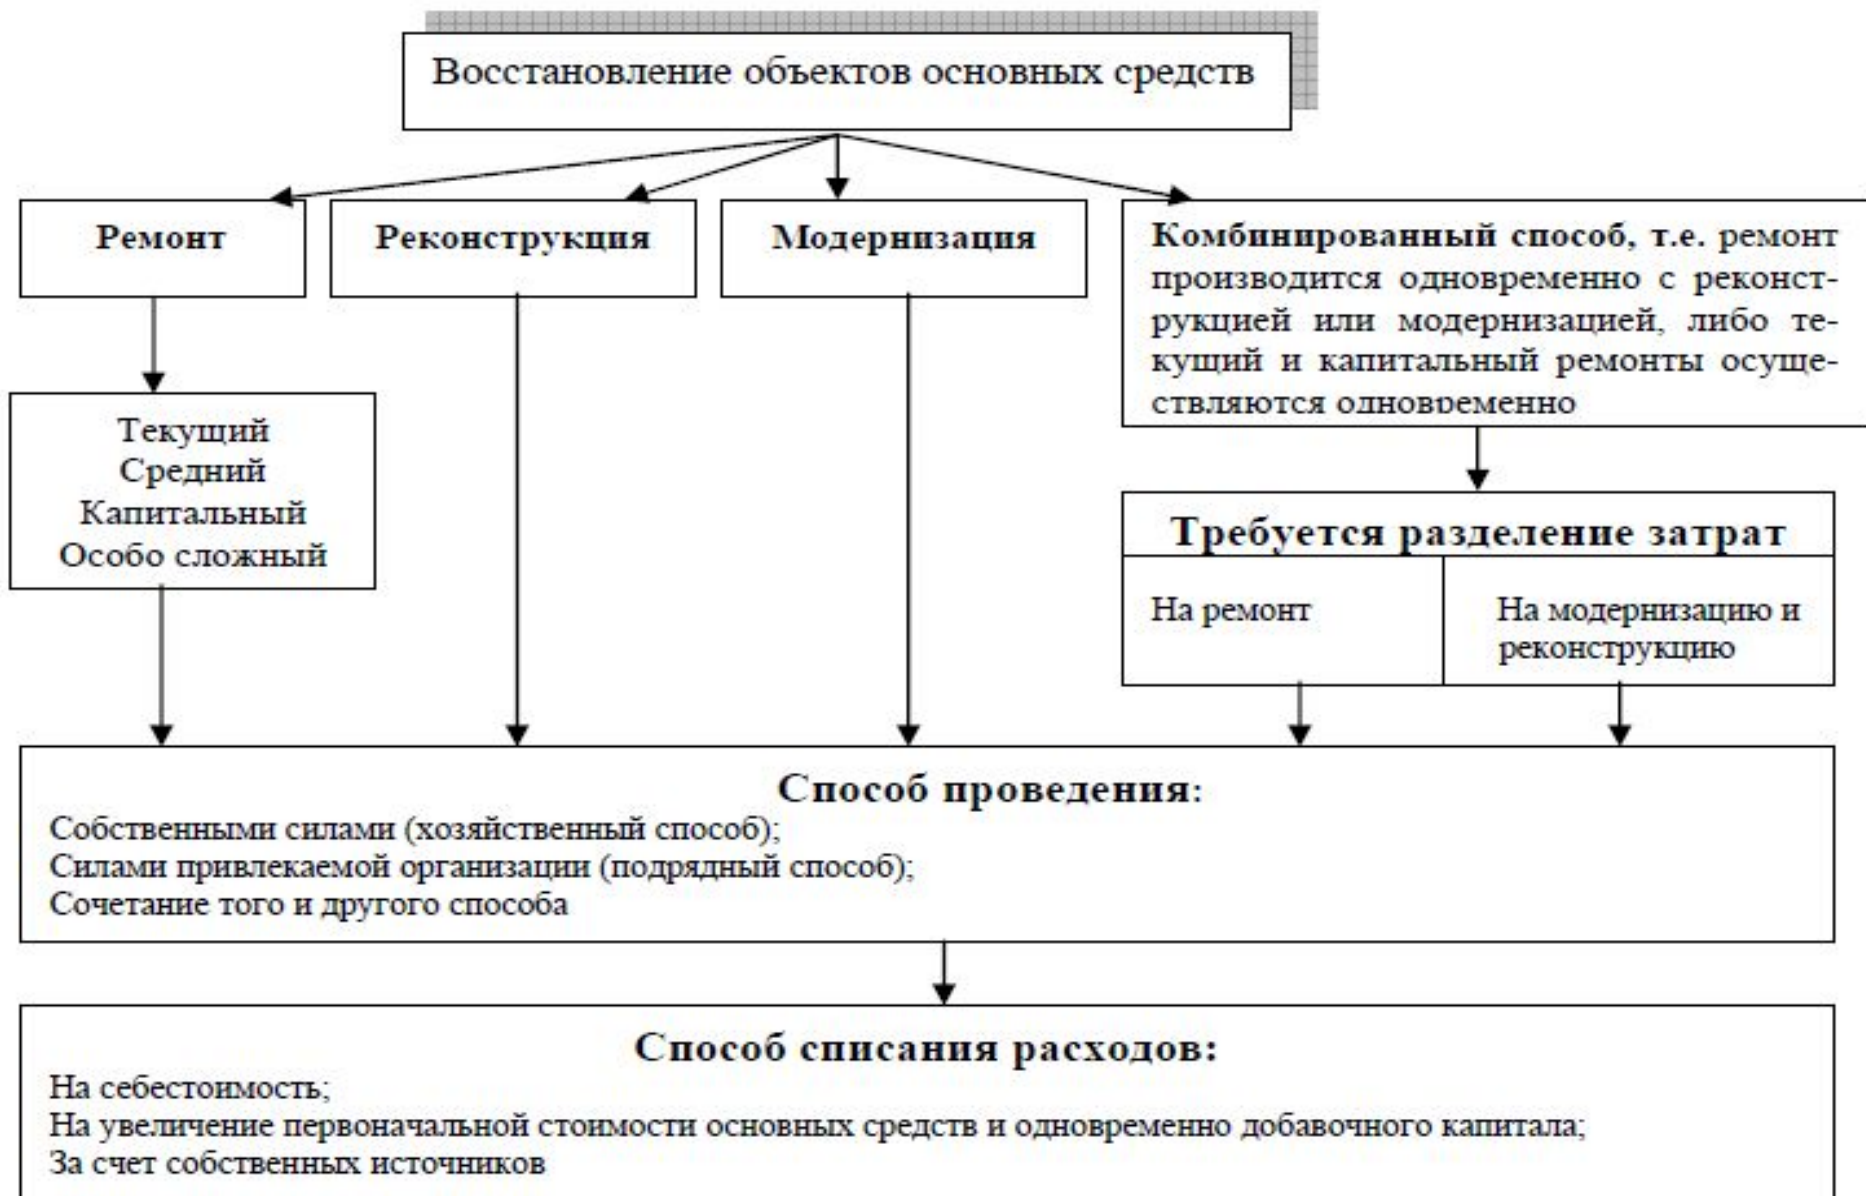 Восстановление объектов основных средств
Ремонт
Реконструкция
Модернизация
Комбинированный способ, т.е. ремонт
производится одновременно с реконст-
рукцией или модернизацией, либо те-
кущий и капитальный ремонты осуще-
ствляются одновременно
Текущий
Средний
Капитальный
Особо сложный
Требуется разделение затрат
На ремонт
На модернизацию и
реконструкцию
Способ проведения:
Собственными силами (хозяйственный способ);
Силами привлекаемой организации (подрядный способ);
Сочетание того и другого способа
Способ списания расходов:
На себестоимость;
На увеличение первоначальной стоимости основных средств и одновременно добавочного капитала;
За счет собственных источников